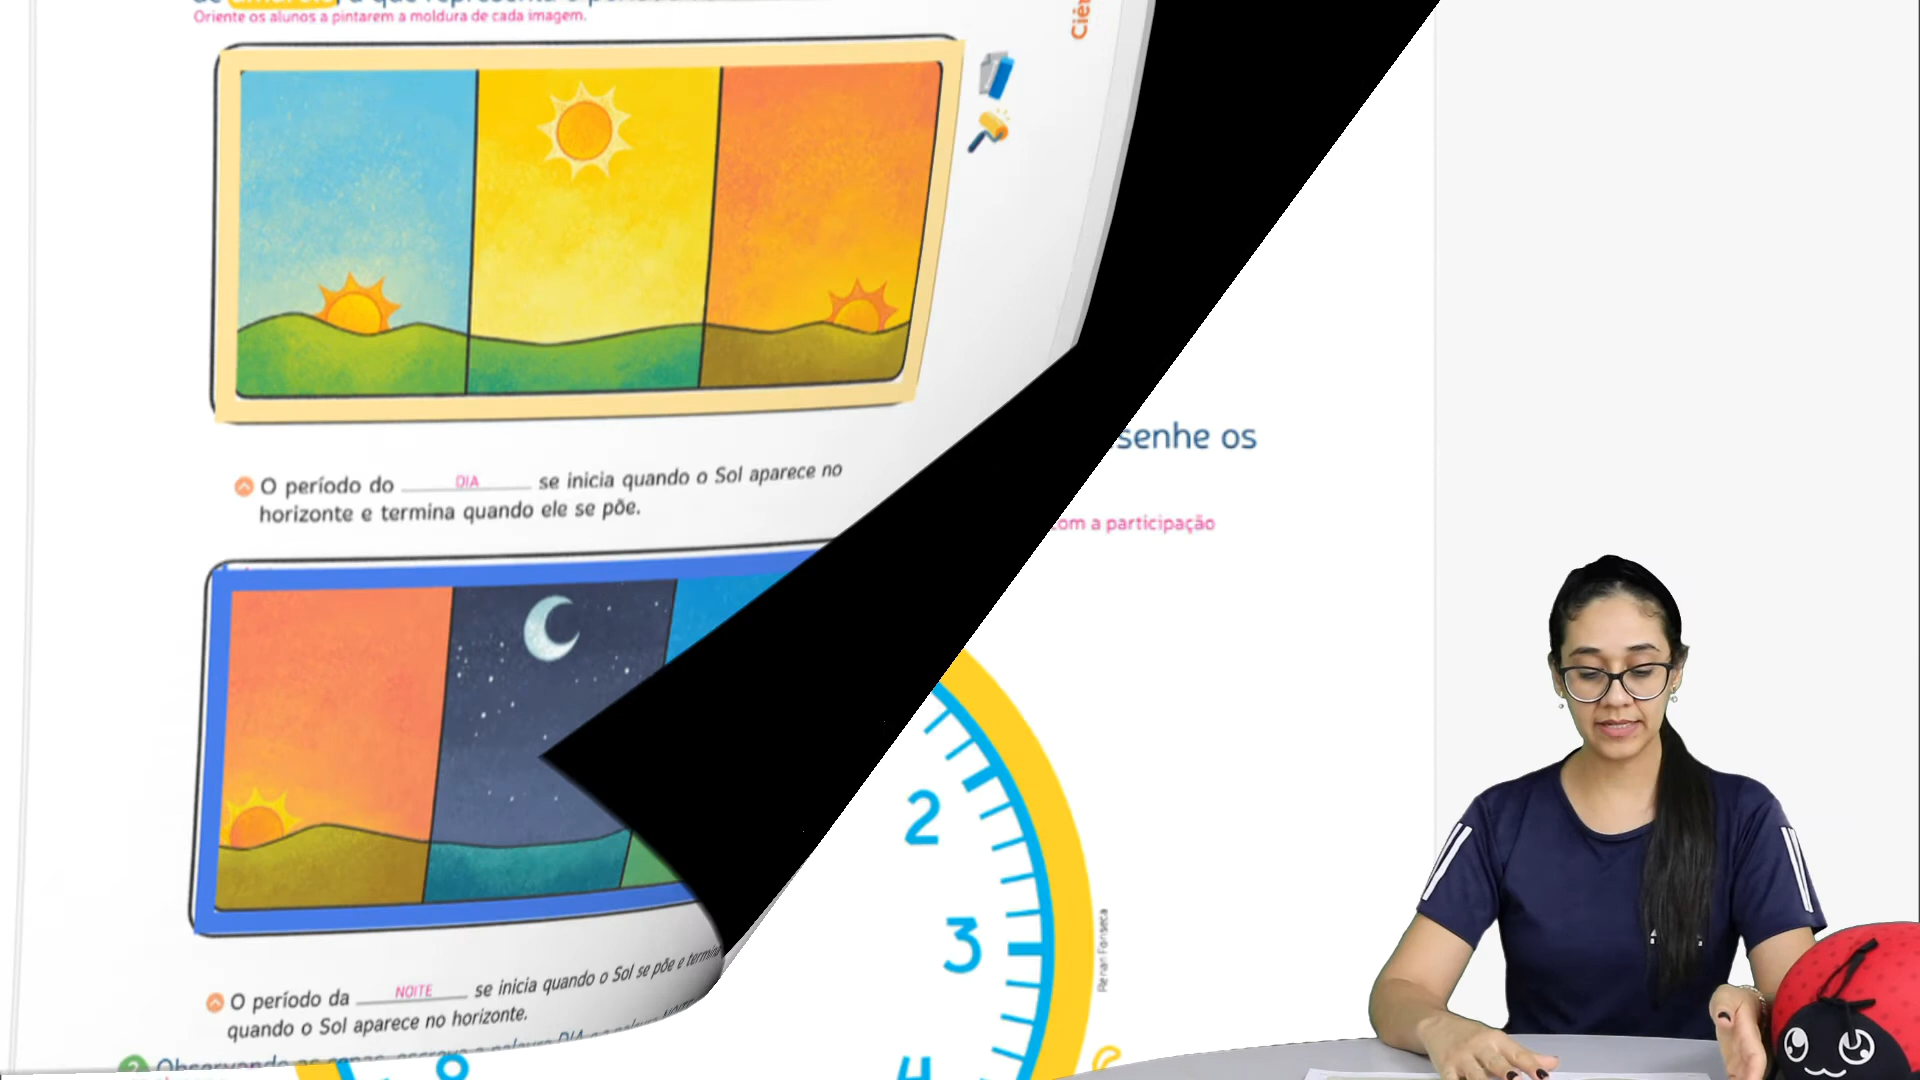 Oriente os alunos a pintarem a moldura de cada imagem.
O período do DIA se inicia quando o Sol aparece no
horizonte e termina quando ele se põe.
O período da NOITE se inicia quando o Sol se põe e termina
quando o Sol aparece no horizonte.
senhe os
com a participação
2
3
4
Renan Fonseca